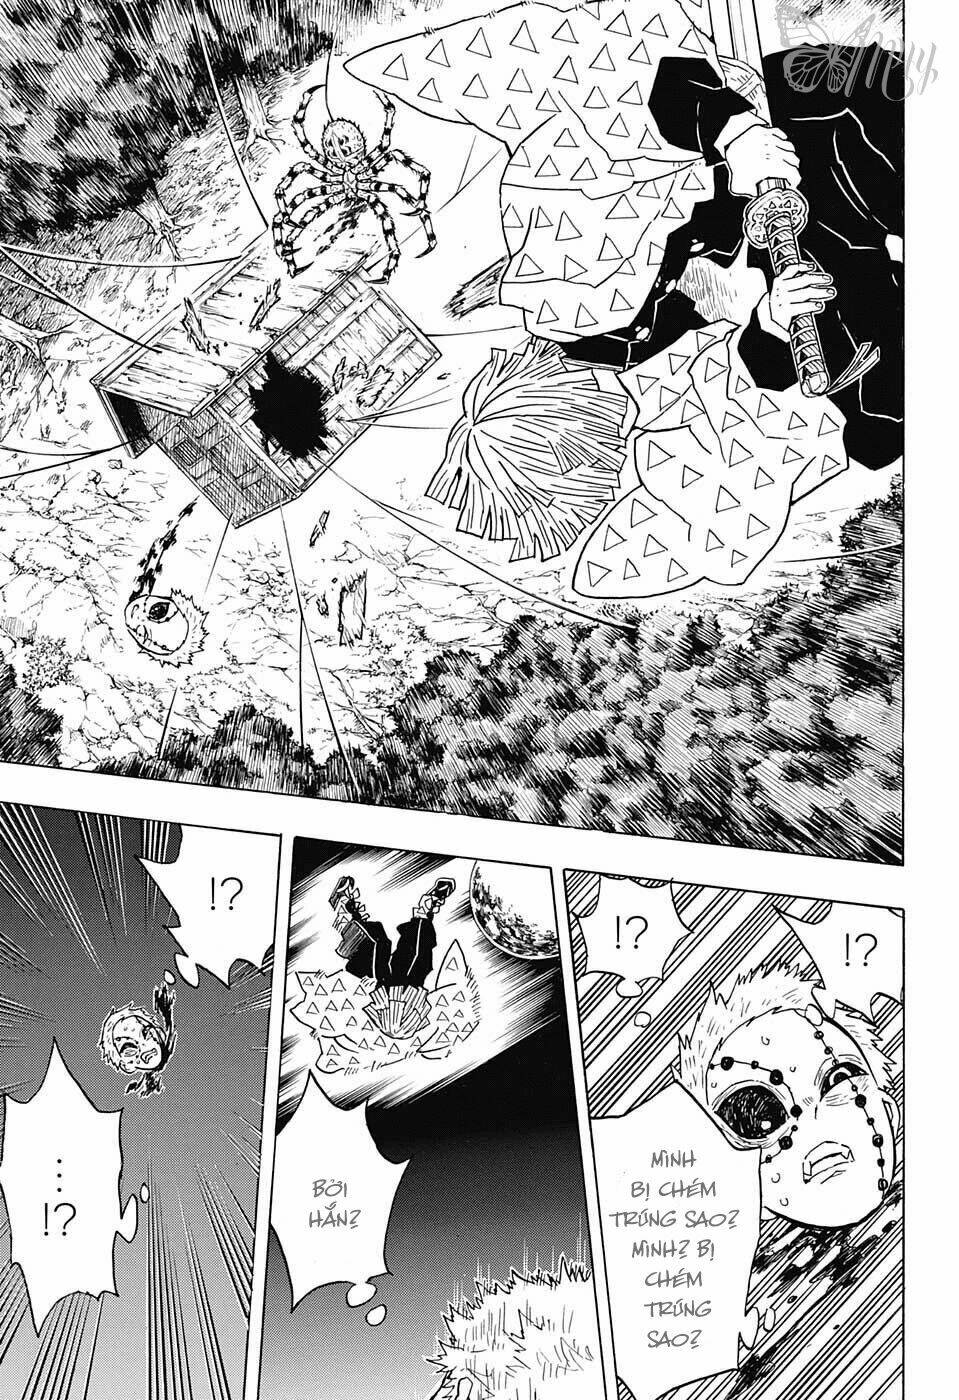 !?
!?
MÌNH
BỊ CHÉM
TRÚNG SAO?
MÌNH? BỊ
CHÉM
TRÚNG
SAO?
BỞI
HẮN?
!?
...
!?